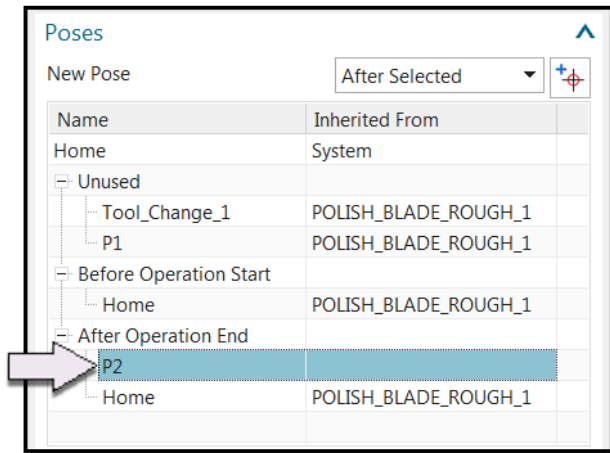 Poses
New Pose After Selected
Name Inherited From
Home System
Unused
Tool_Change_1 POLISH_BLADE_ROUGH_1
P1 POLISH_BLADE_ROUGH_1
Before Operation Start
Home POLISH_BLADE_ROUGH_1
After Operation End
P2
Home POLISH_BLADE_ROUGH_1